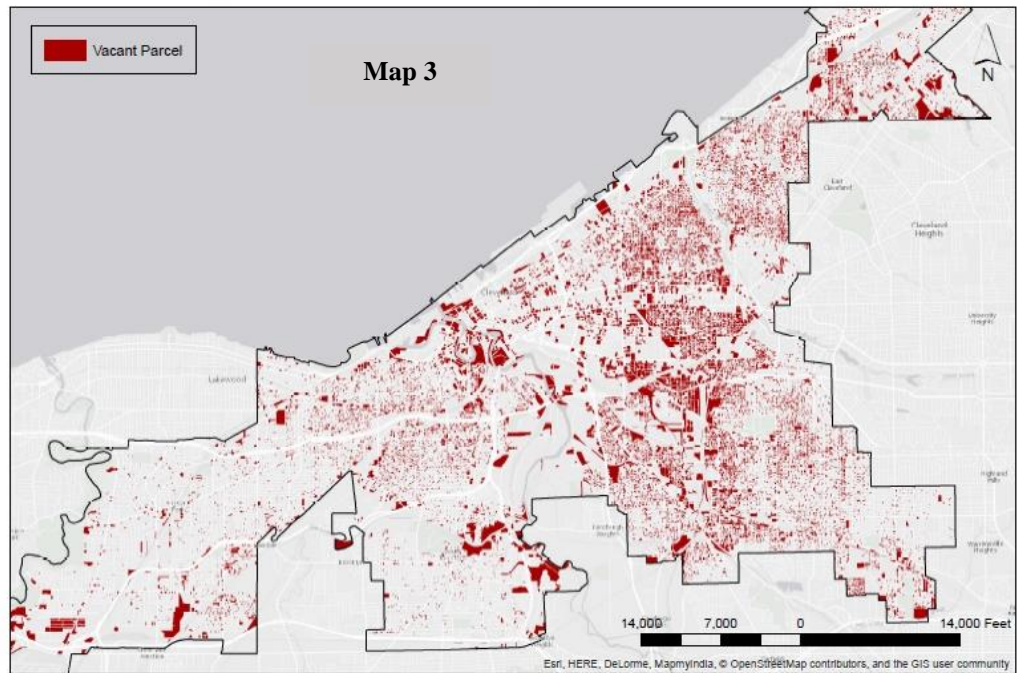 Vacant Parcel
Map 3
N
East
Cleveland
Cleveland
Heights
University
Heights
Lakewood
Highland
Hills
Warrensville
Heights
14,000 7,000 0 14,000 Feet
Esri, HERE, DeLorme, MapmyIndia, © OpenStreetMap contributors, and the GIS user community